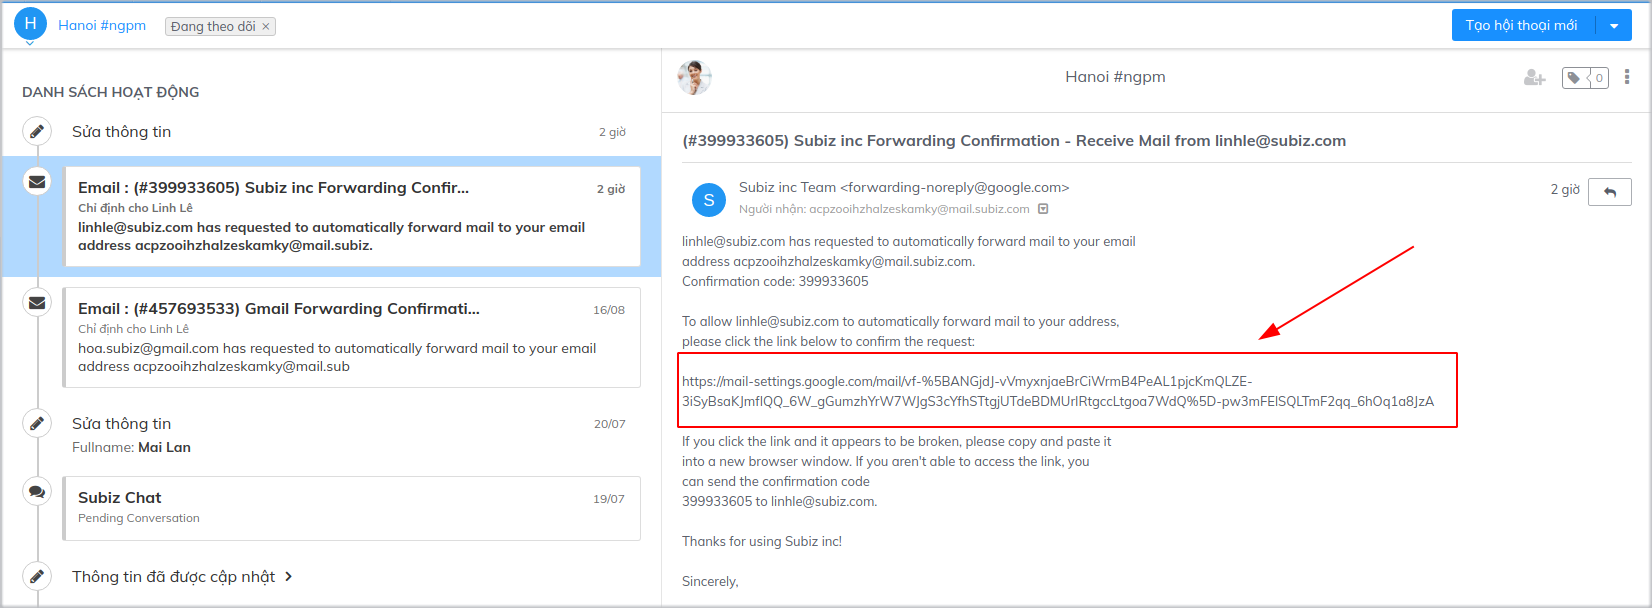 H
Hanoi #ngpm
Đang theo dõi ×
Tạo hội thoại mới
DANH SÁCH HOẠT ĐỘNG
Sửa thông tin
2 giờ
Email : (#399933605) Subiz inc Forwarding Confir...
2 giờ
Chỉ định cho Linh Lê
linhle@subiz.com has requested to automatically forward mail to your email
address acpzooihzhalzeskamky@mail.subiz.
Email : (#457693533) Gmail Forwarding Confirmati...
16/08
Chỉ định cho Linh Lê
hoa.subiz@gmail.com has requested to automatically forward mail to your email
address acpzooihzhalzeskamky@mail.sub
Sửa thông tin
20/07
Fullname: Mai Lan
Subiz Chat
19/07
Pending Conversation
Thông tin đã được cập nhật
Hanoi #ngpm
0
(#399933605) Subiz inc Forwarding Confirmation - Receive Mail from linhle@subiz.com
S
Subiz inc Team <forwarding-noreply@google.com>
2 giờ
Người nhận: acpzooihzhalzeskamky@mail.subiz.com
linhle@subiz.com has requested to automatically forward mail to your email
address acpzooihzhalzeskamky@mail.subiz.com.
Confirmation code: 399933605
To allow linhle@subiz.com to automatically forward mail to your address,
please click the link below to confirm the request:
https://mail-settings.google.com/mail/vf-%5BANGjdJ-vVmyxnjaeBrCiWrmB4PeAL1pjcKmQLZE-
3iSyBsaKJmflQQ_6W_gGumzhYrW7WJgS3cYfhSTtgjUTdeBDMUrlRtgccLtgoa7WdQ%5D-pw3mFElSQLTmF2qq_6hOq1a8JzA
If you click the link and it appears to be broken, please copy and paste it
into a new browser window. If you aren't able to access the link, you
can send the confirmation code
399933605 to linhle@subiz.com.
Thanks for using Subiz inc!
Sincerely,